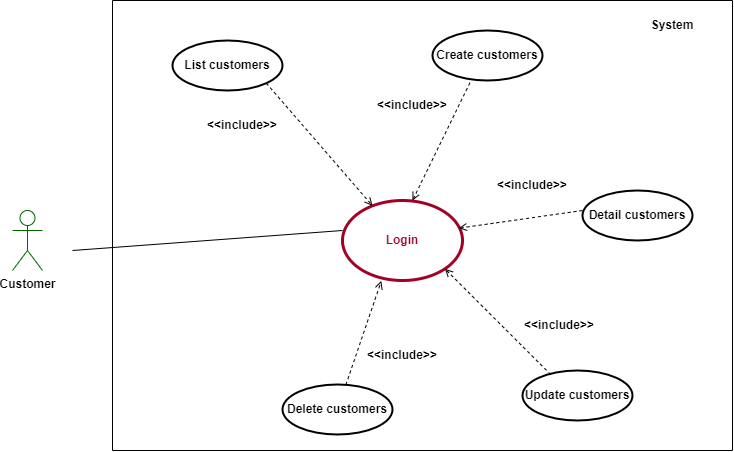 System
List customers
Create customers
<<include>>
<<include>>
<<include>>
Detail customers
Login
Customer
<<include>>
<<include>>
Update customers
Delete customers